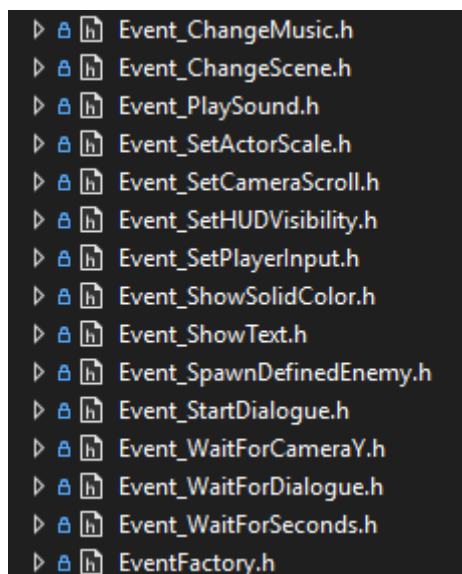 Event_ChangeMusic.h
Event_ChangeScene.h
Event_PlaySound.h
Event_SetActorScale.h
Event_SetCameraScroll.h
Event_SetHUDVisibility.h
Event_SetPlayerInput.h
Event_ShowSolidColor.h
Event_ShowText.h
Event_SpawnDefinedEnemy.h
Event_StartDialogue.h
Event_WaitForCameraY.h
Event_WaitForDialogue.h
Event_WaitForSeconds.h
EventFactory.h